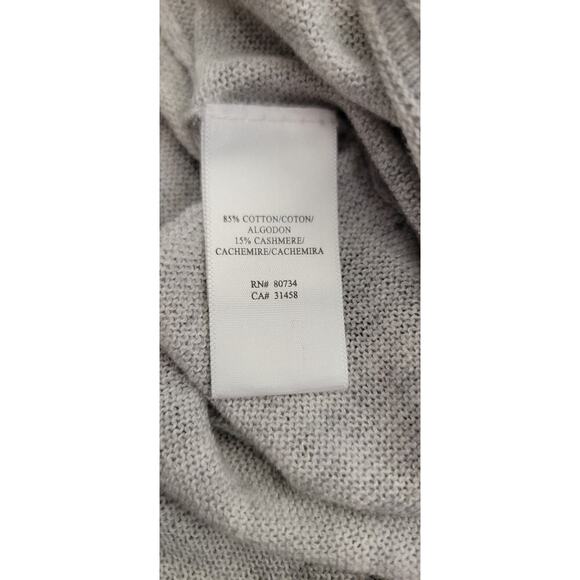 85% COTTON/COTON/
ALGODON
15% CASHMERE/
CACHEMIRE/CACHEMIRA
RN# 80734
CA# 31458